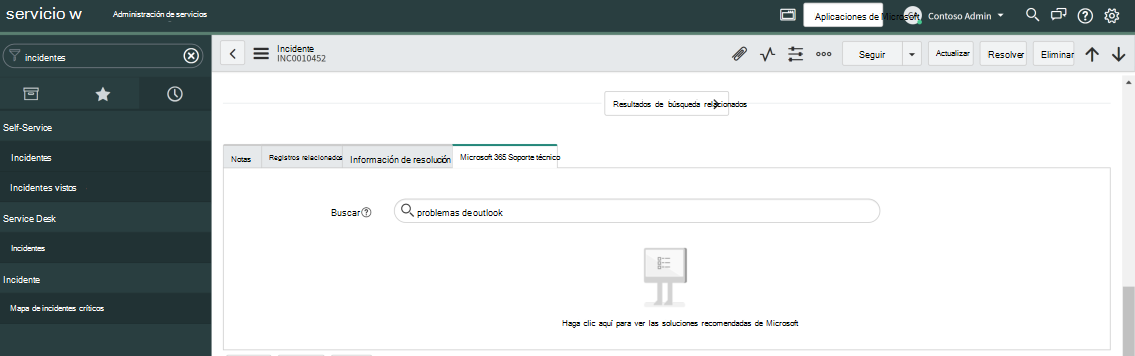 servicio w
Administración de servicios
Aplicaciones de Microsoft
Contoso Admin
incidentes
Incidente
INC0010452
Seguir
Actualizar
Resolver
Eliminar
Self-Service
Incidentes
Incidentes vistos
Service Desk
Incidentes
Incidente
Mapa de incidentes críticos
Resultados de búsqueda relacionados
Notas
Registros relacionados
Información de resolución
Microsoft 365 Soporte técnico
Buscar
problemas de outlook
Haga clic aquí para ver las soluciones recomendadas de Microsoft